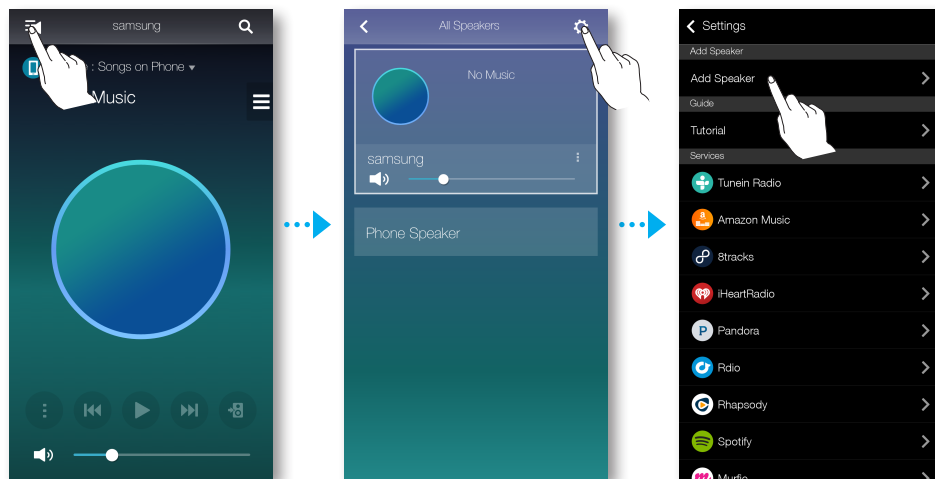 samsung
: Songs on Phone
Music
All Speakers
No Music
samsung
Phone Speaker
Settings
Add Speaker
Add Speaker
Guide
Tutorial
Services
Tunein Radio
Amazon Music
8tracks
iHeartRadio
P Pandora
Rdio
Rhapsody
Spotify
Murfie